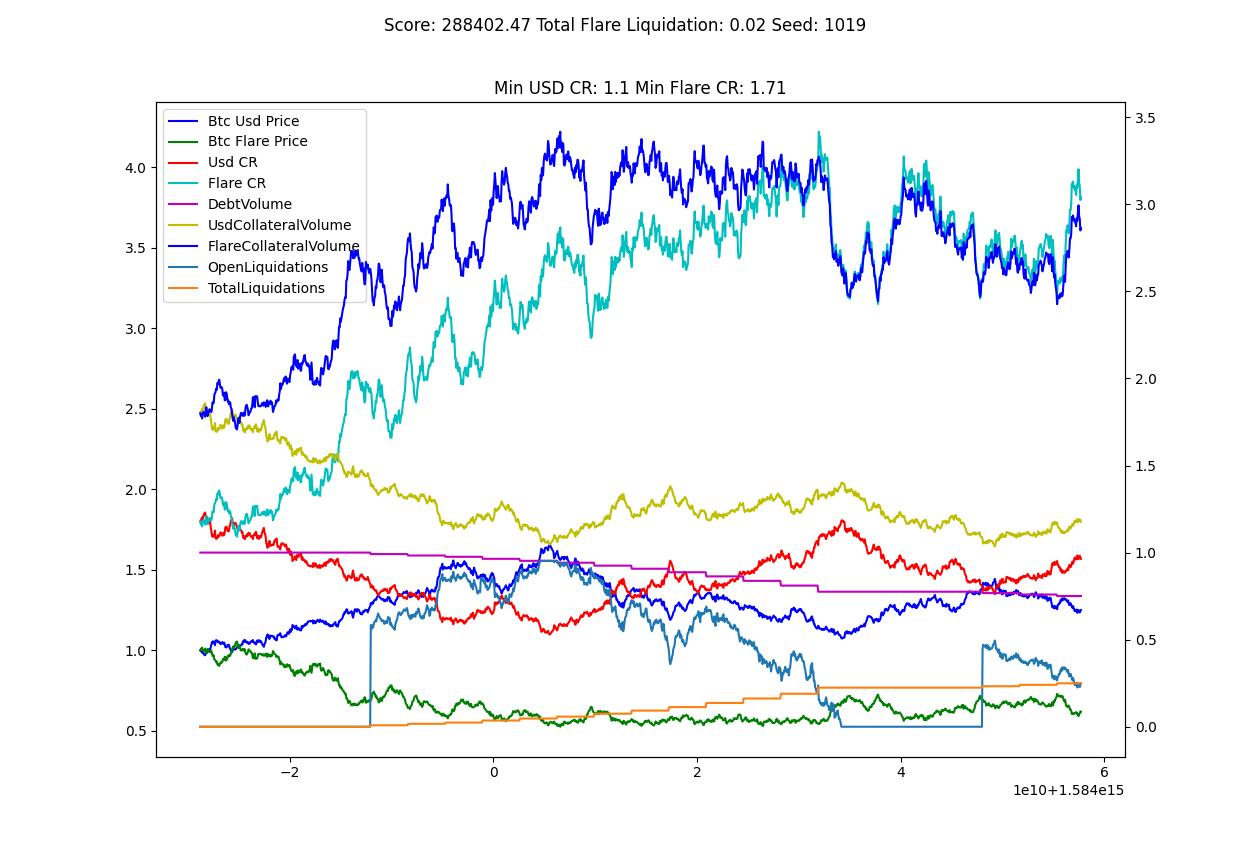 Score: 288402.47 Total Flare Liquidation: 0.02 Seed: 1019
Min USD CR: 1.1 Min Flare CR: 1.71
Btc Usd Price
Btc Flare Price
Usd CR
Flare CR
DebtVolume
UsdCollateralVolume
FlareCollateralVolume
OpenLiquidations
TotalLiquidations
4.0
3.5
3.0
2.5
2.0
1.5
1.0
0.5
3.5
3.0
2.5
2.0
1.5
1.0
0.5
0.0
−2 0 2 4 6
1e10+1.584e15